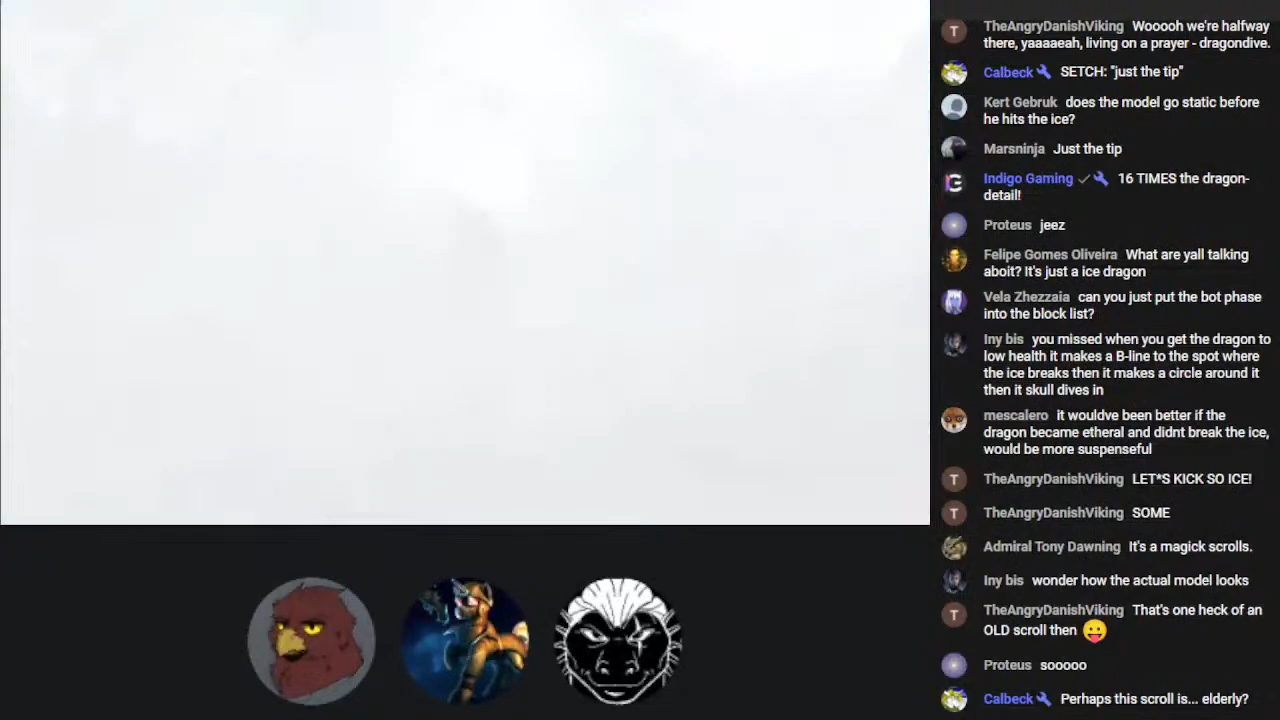 TheAngryDanishViking Wooooh we're halfway
there, yaaaaeah, living on a prayer - dragondive.
Calbeck SETCH: "just the tip"
Kert Gebruk does the model go static before
he hits the ice?
Marsninja Just the tip
Indigo Gaming 16 TIMES the dragon-
detail!
Proteus jeez
Felipe Gomes Oliveira What are yall talking
aboit? It's just a ice dragon
Vela Zhezzaia can you just put the bot phase
into the block list?
Iny bis you missed when you get the dragon to
low health it makes a B-line to the spot where
the ice breaks then it makes a circle around it
then it skull dives in
mescalero it wouldve been better if the
dragon became etheral and didnt break the ice,
would be more suspenseful
TheAngryDanishViking LET*S KICK SO ICE!
TheAngryDanishViking SOME
Admiral Tony Dawning It's a magick scrolls.
Iny bis wonder how the actual model looks
TheAngryDanishViking That's one heck of an
OLD scroll then 😛
Proteus sooooo
Calbeck Perhaps this scroll is... elderly?